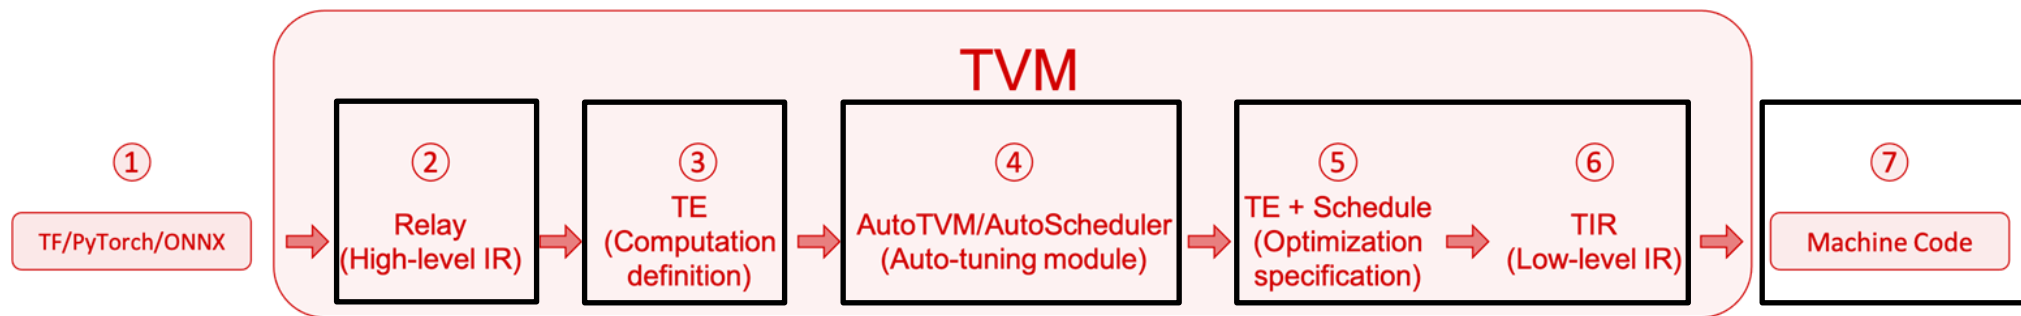 TVM
①
TF/PyTorch/ONNX
②
Relay
(High-level IR)
③
TE
(Computation
definition)
④
AutoTVM/AutoScheduler
(Auto-tuning module)
⑤
TE + Schedule
(Optimization
specification)
⑥
TIR
(Low-level IR)
⑦
Machine Code